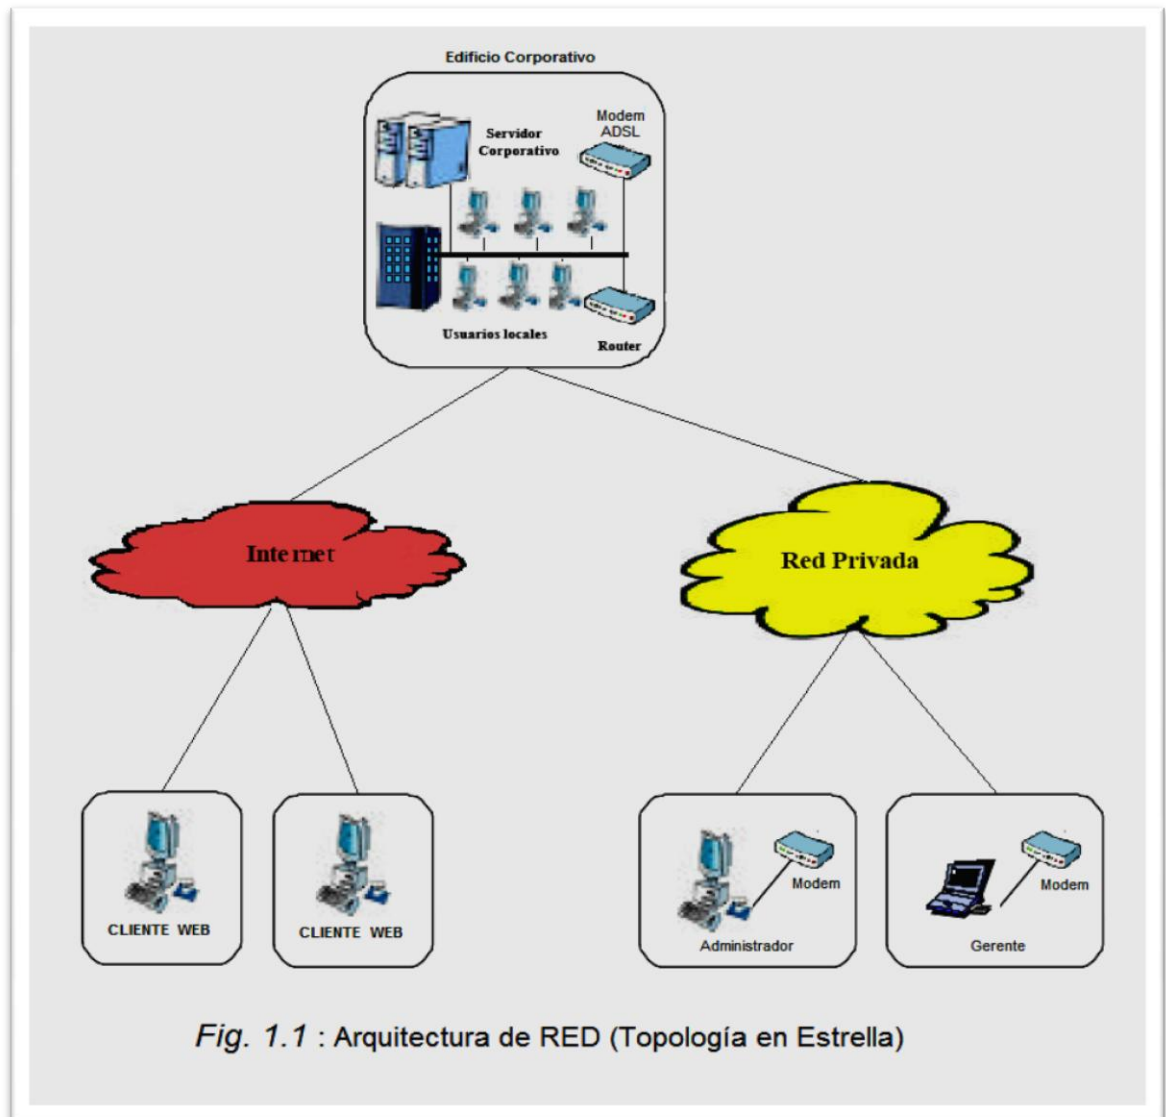 Edificio Corporativo
Modem
ADSL
Servidor
Corporativo
Usuarios locales
Router
Internet
Red Privada
CLIENTE WEB
CLIENTE WEB
Modem
Administrador
Modem
Gerente
Fig. 1.1 : Arquitectura de RED (Topología en Estrella)